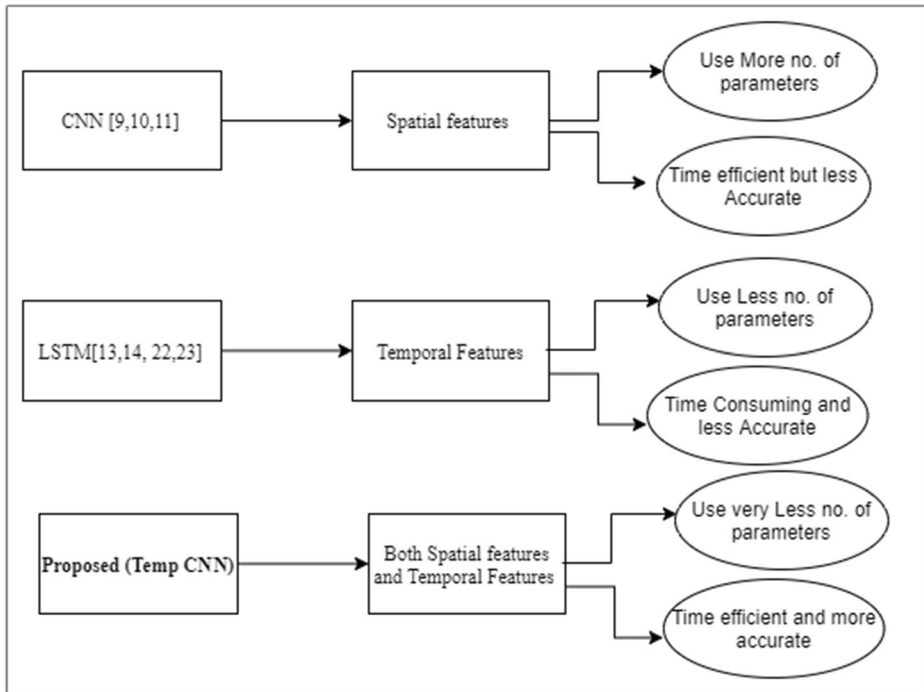 CNN [9,10,11]
Spatial features
Use More no. of
parameters
Time efficient but less
Accurate
LSTM[13,14, 22,23]
Temporal Features
Use Less no. of
parameters
Time Consuming and
less Accurate
Proposed (Temp CNN)
Both Spatial features
and Temporal Features
Use very Less no. of
parameters
Time efficient and more
accurate